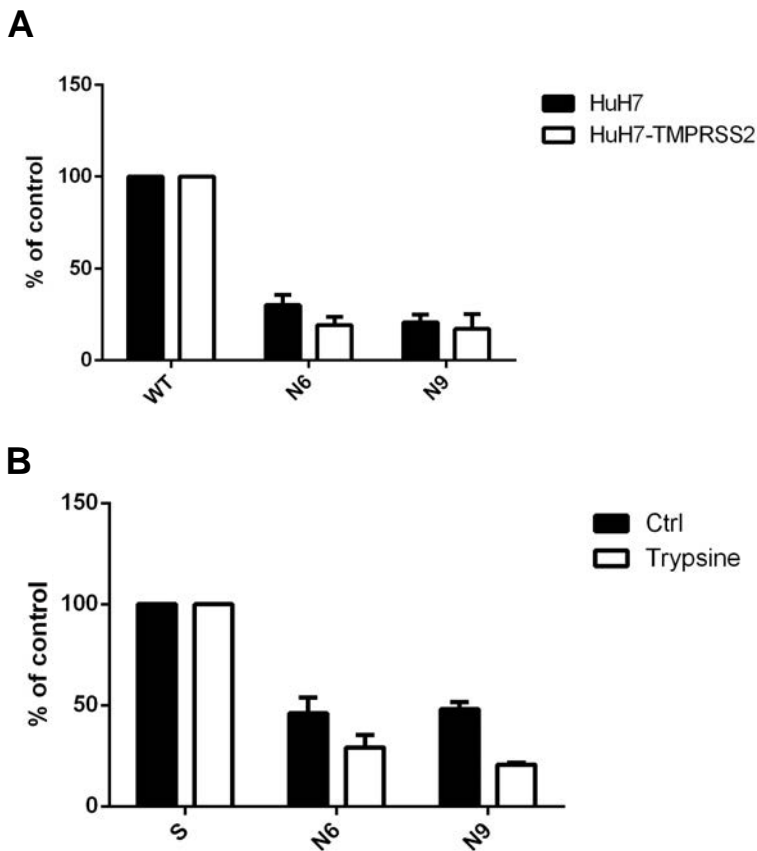 A
150
100
50
0
% of control
WT
N6
N9
HuH7
HuH7-TMPRSS2
B
150
100
50
0
% of control
S
N6
N9
Ctrl
Trypsine